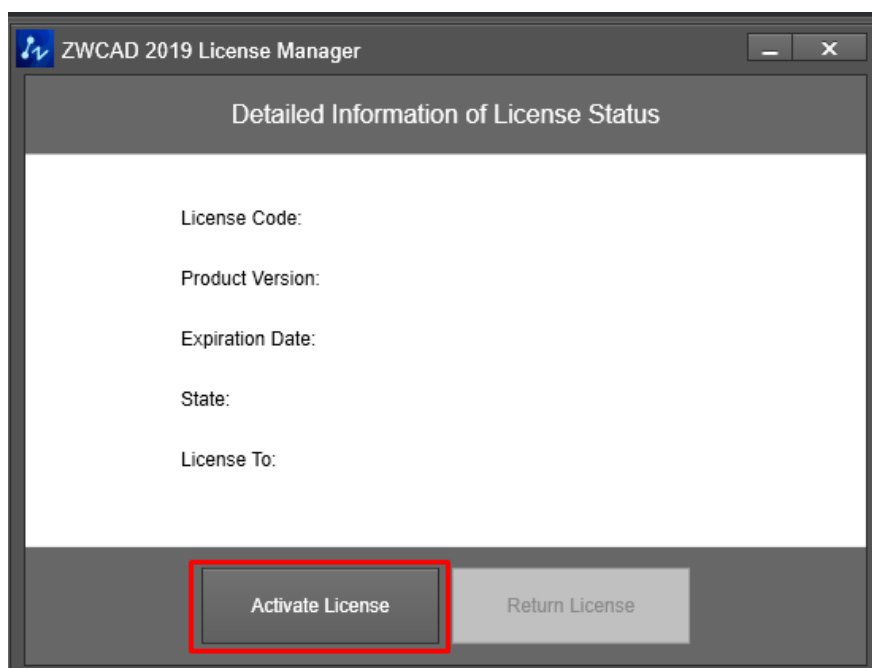 ZWCAD 2019 License Manager
Detailed Information of License Status
License Code:
Product Version:
Expiration Date:
State:
License To:
Activate License
Return License